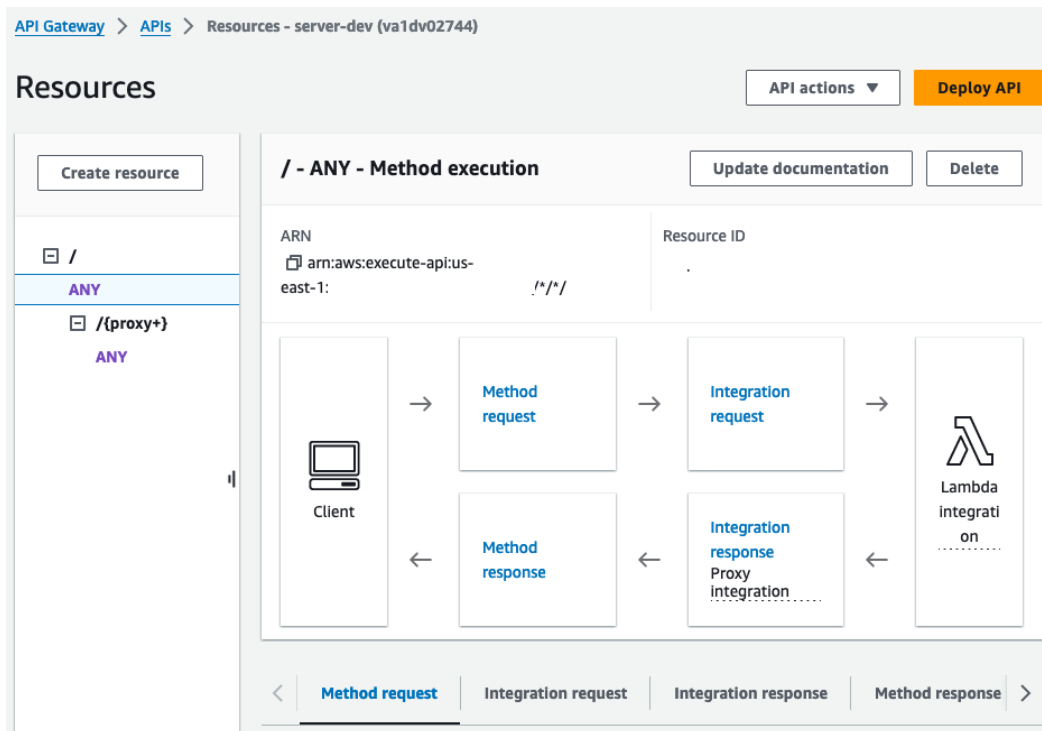 API Gateway > APIs > Resources - server-dev (va1dv02744)
Resources
API actions ▼
Deploy API
Create resource
/
ANY
/{proxy+}
ANY
/ - ANY - Method execution
Update documentation
Delete
ARN
arn:aws:execute-api:us-
east-1: /*/*/
Resource ID
Client
Method
request
Integration
request
Lambda
integrati
on
Method
response
Integration
response
Proxy
integration
Method request
Integration request
Integration response
Method response